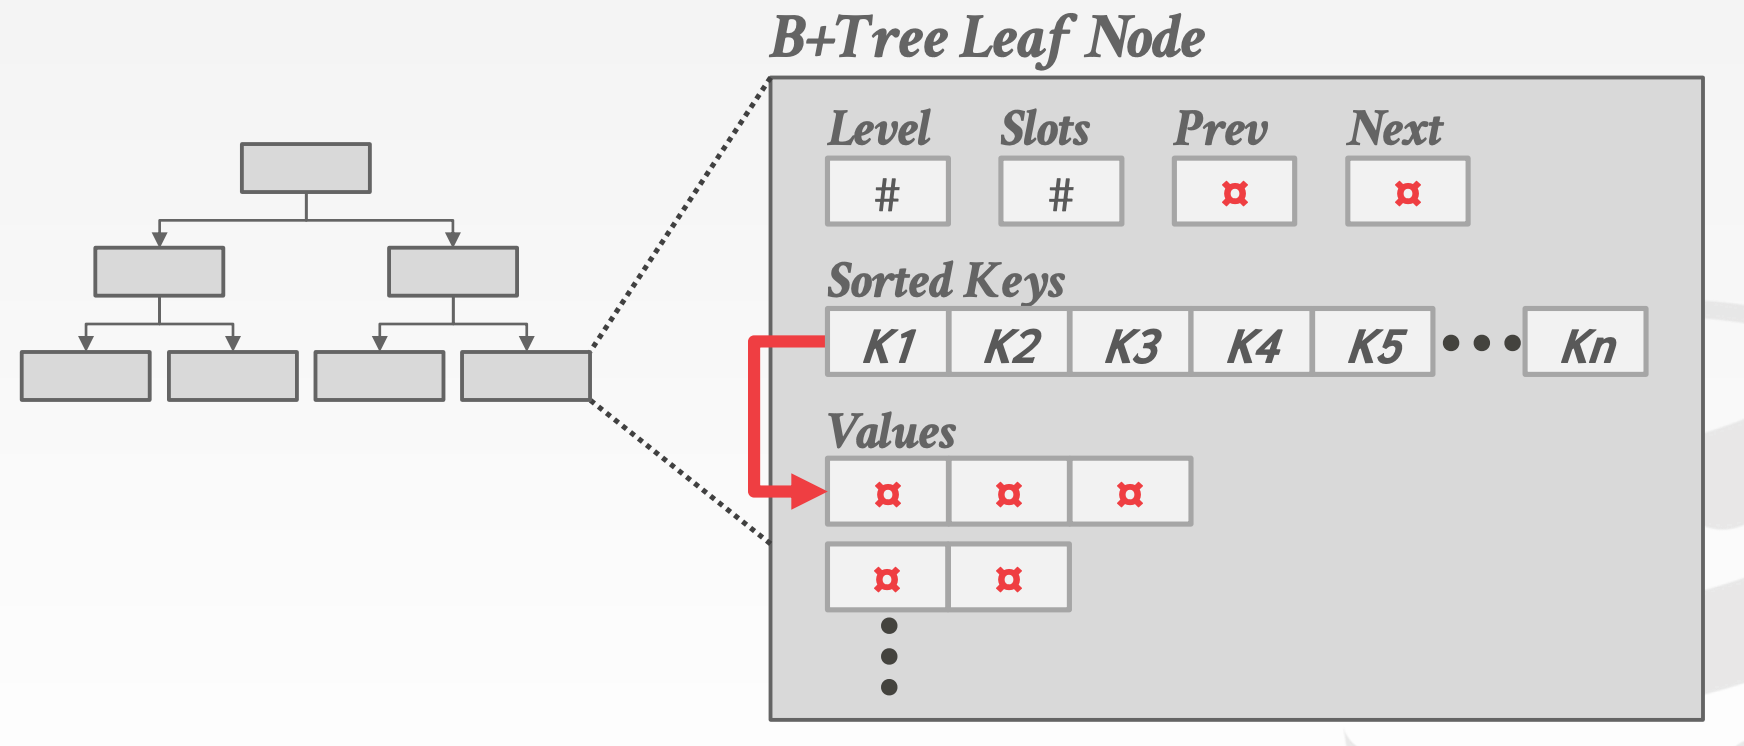 B+Tree Leaf Node
Level Slots Prev Next
# # ¤ ¤
Sorted Keys
K1 K2 K3 K4 K5 ••• Kn
Values
¤ ¤ ¤
¤ ¤